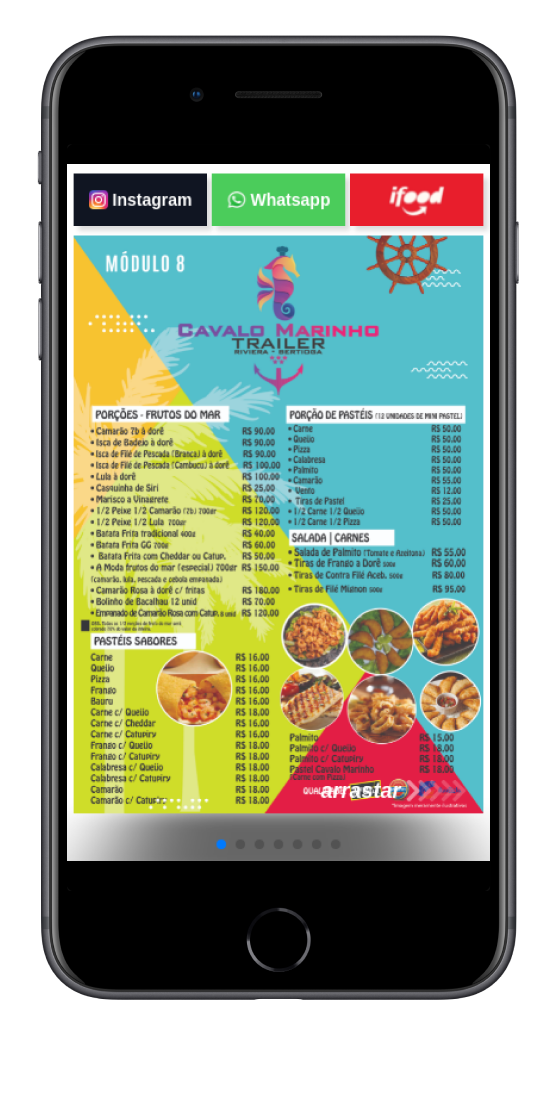 Instagram
Whatsapp
ifood
MÓDULO 8
CAVALO MARINHO
TRAILER
RIVIERA - BERTIOGA
PORÇÕES - FRUTOS DO MAR
• Camarão 7b à dorê R$ 90,00
• Isca de Badejo à dorê R$ 90,00
• Isca de Filé de Pescada (Branca) à dorê R$ 90,00
• Isca de Filé de Pescada (Cambucu) à dorê R$ 100,00
• Lula à dorê R$ 100,00
• Casquinha de Siri R$ 25,00
• Marisco a Vinagrete R$ 70,00
• 1/2 Peixe 1/2 Camarão (7b) 700gr R$ 120,00
• 1/2 Peixe 1/2 Lula 700gr R$ 120,00
• Batata Frita tradicional 400g R$ 40,00
• Batata Frita GG 700g R$ 60,00
• Batata Frita com Cheddar ou Catup. R$ 50,00
• A Moda frutos do mar (especial) 700gr R$ 150,00
(camarão, lula, pescada e cebola empanada)
• Camarão Rosa à dorê c/ fritas R$ 180,00
• Bolinho de Bacalhau 12 unid R$ 70,00
• Empanado de Camarão Rosa com Catup. 8 unid R$ 120,00
PASTÉIS SABORES
Carne R$ 16,00
Queijo R$ 16,00
Pizza R$ 16,00
Frango R$ 16,00
Bauru R$ 16,00
Carne c/ Queijo R$ 18,00
Carne c/ Cheddar R$ 16,00
Carne c/ Catupiry R$ 16,00
Frango c/ Queijo R$ 18,00
Frango c/ Catupiry R$ 16,00
Calabresa c/ Queijo R$ 18,00
Calabresa c/ Catupiry R$ 18,00
Camarão R$ 18,00
Camarão c/ Catupiry R$ 18,00
PORÇÃO DE PASTÉIS (12 UNIDADES DE MINI PASTEL)
• Carne R$ 50,00
• Queijo R$ 50,00
• Pizza R$ 50,00
• Calabresa R$ 50,00
• Palmito R$ 50,00
• Camarão R$ 55,00
• Vento R$ 12,00
• Tiras de Pastel R$ 25,00
• 1/2 Carne 1/2 Queijo R$ 50,00
• 1/2 Carne 1/2 Pizza R$ 50,00
SALADA | CARNES
• Salada de Palmito (Tomate e Azeitona) R$ 55,00
• Tiras de Frango a Dorê 500g R$ 60,00
• Tiras de Contra Filé Aceb. 500g R$ 80,00
• Tiras de Filé Mignon 500g R$ 95,00
Palmito R$ 15,00
Palmito c/ Queijo R$ 18,00
Palmito c/ Catupiry R$ 18,00
Pastel Cavalo Marinho R$ 18,00
(Carne com Pizza)
arrastar
*Imagem meramente ilustrativa